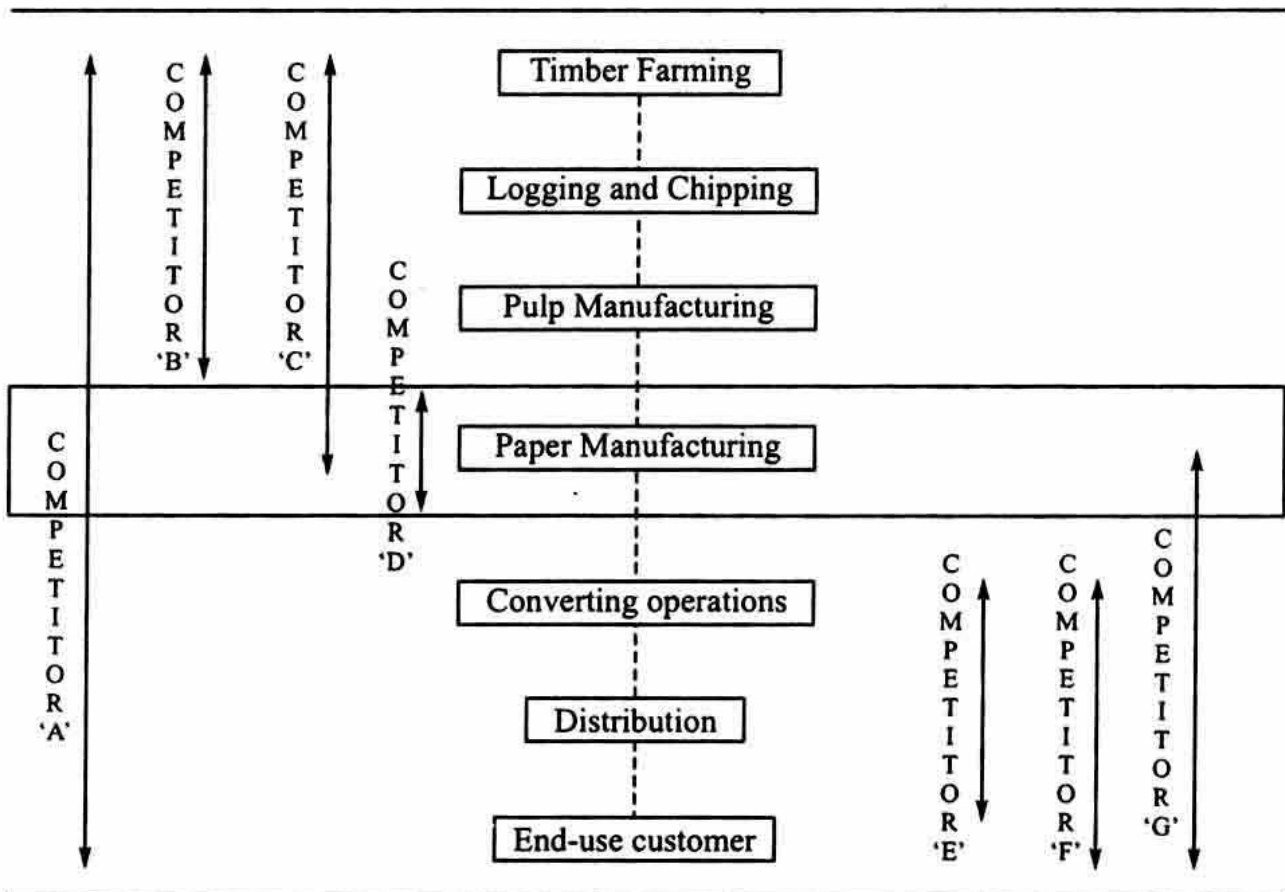 Timber Farming
Logging and Chipping
Pulp Manufacturing
Paper Manufacturing
Converting operations
Distribution
End-use customer
COMPETITOR 'A'
COMPETITOR 'B'
COMPETITOR 'C'
COMPETITOR 'D'
COMPETITOR 'E'
COMPETITOR 'F'
COMPETITOR 'G'